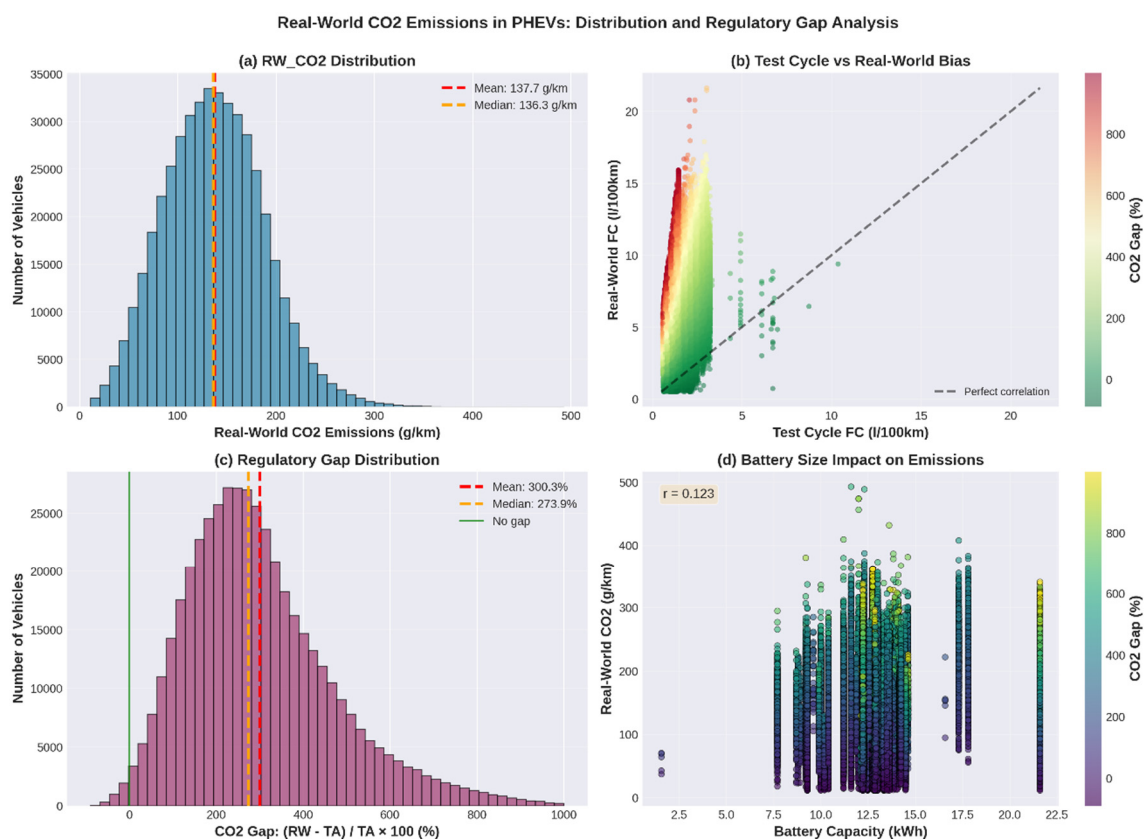 Real-World CO2 Emissions in PHEVs: Distribution and Regulatory Gap Analysis
(a) RW_CO2 Distribution
35000
30000
25000
20000
15000
10000
5000
0
Number of Vehicles
Mean: 137.7 g/km
Median: 136.3 g/km
0 100 200 300 400 500
Real-World CO2 Emissions (g/km)
(b) Test Cycle vs Real-World Bias
20
15
10
5
0
Real-World FC (l/100km)
Perfect correlation
0 5 10 15 20
Test Cycle FC (l/100km)
800
600
400
200
0
CO2 Gap (%)
(c) Regulatory Gap Distribution
25000
20000
15000
10000
5000
0
Number of Vehicles
Mean: 300.3%
Median: 273.9%
No gap
0 200 400 600 800 1000
CO2 Gap: (RW - TA) / TA × 100 (%)
(d) Battery Size Impact on Emissions
r = 0.123
500
400
300
200
100
0
Real-World CO2 (g/km)
2.5 5.0 7.5 10.0 12.5 15.0 17.5 20.0 22.5
Battery Capacity (kWh)
800
600
400
200
0
CO2 Gap (%)